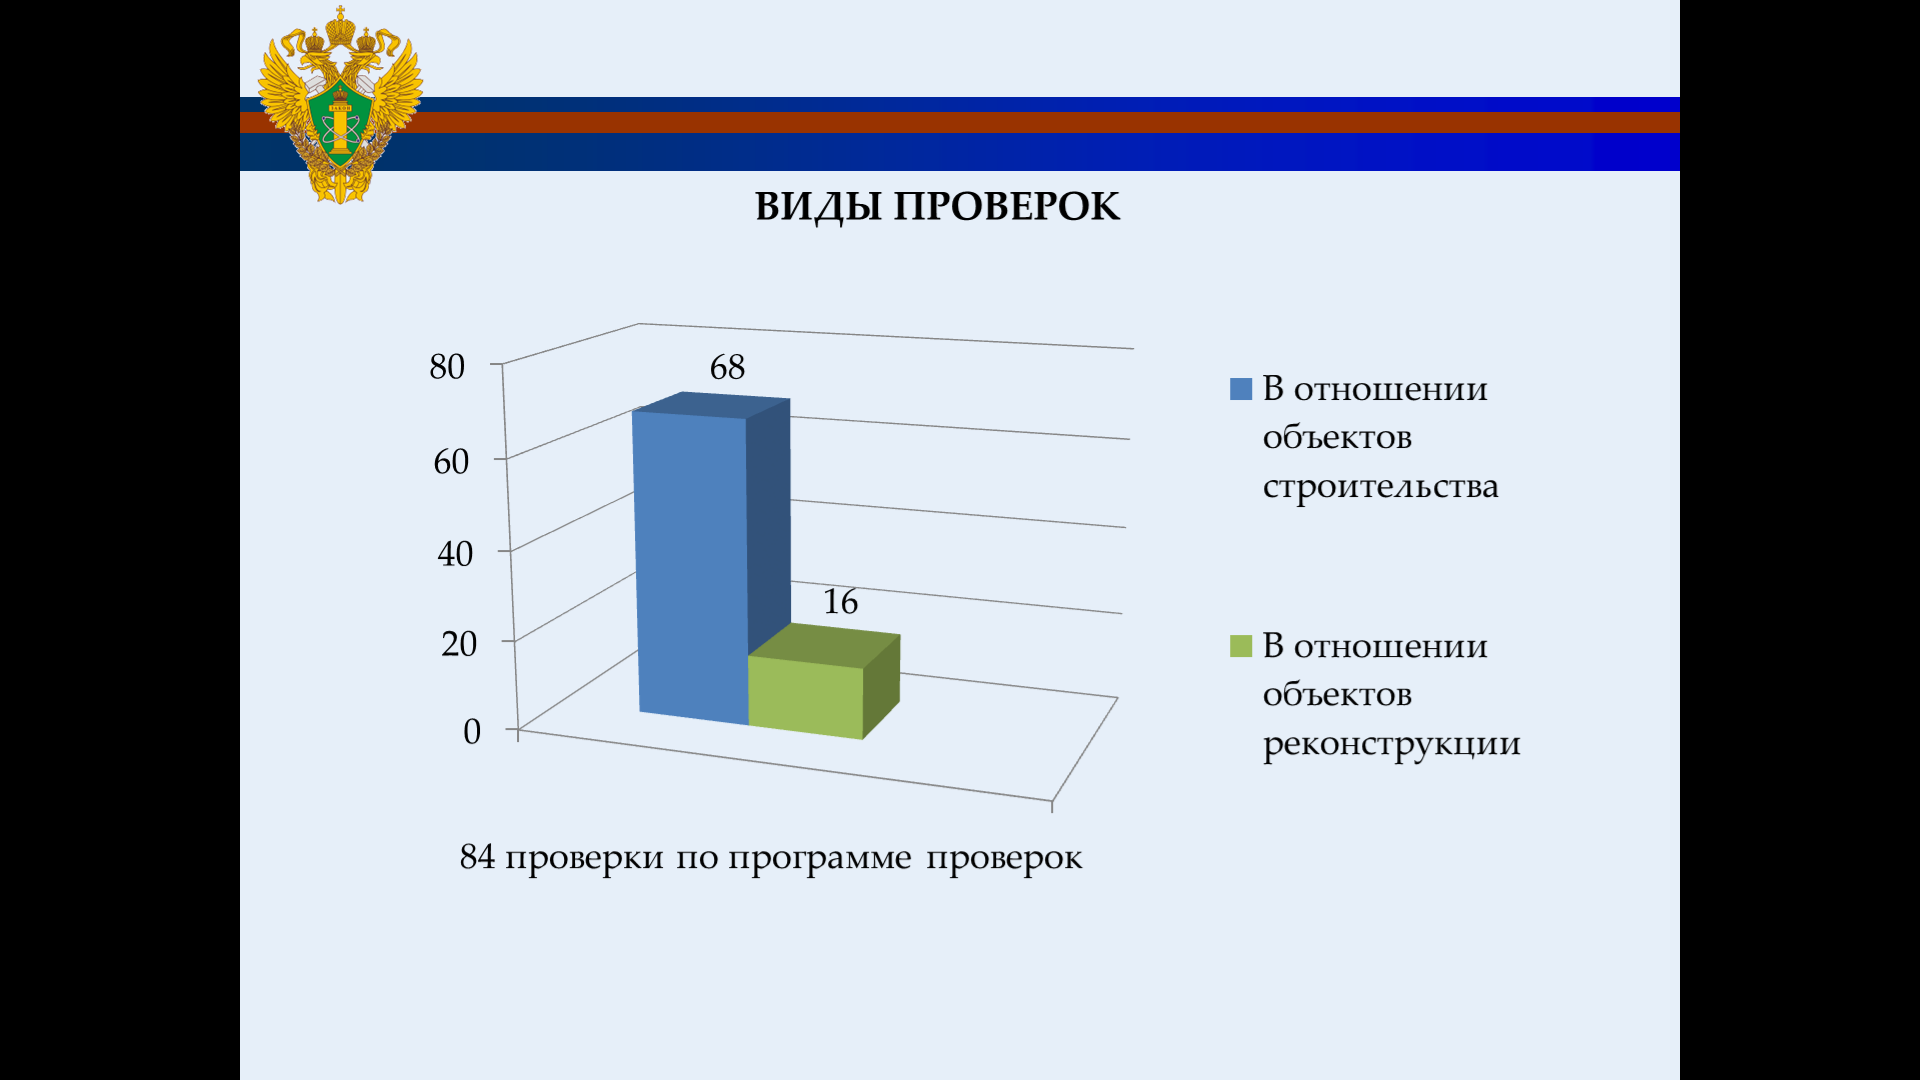 ВИДЫ ПРОВЕРОК
80
60
40
20
0
68
16
84 проверки по программе проверок
В отношении
объектов
строительства
В отношении
объектов
реконструкции